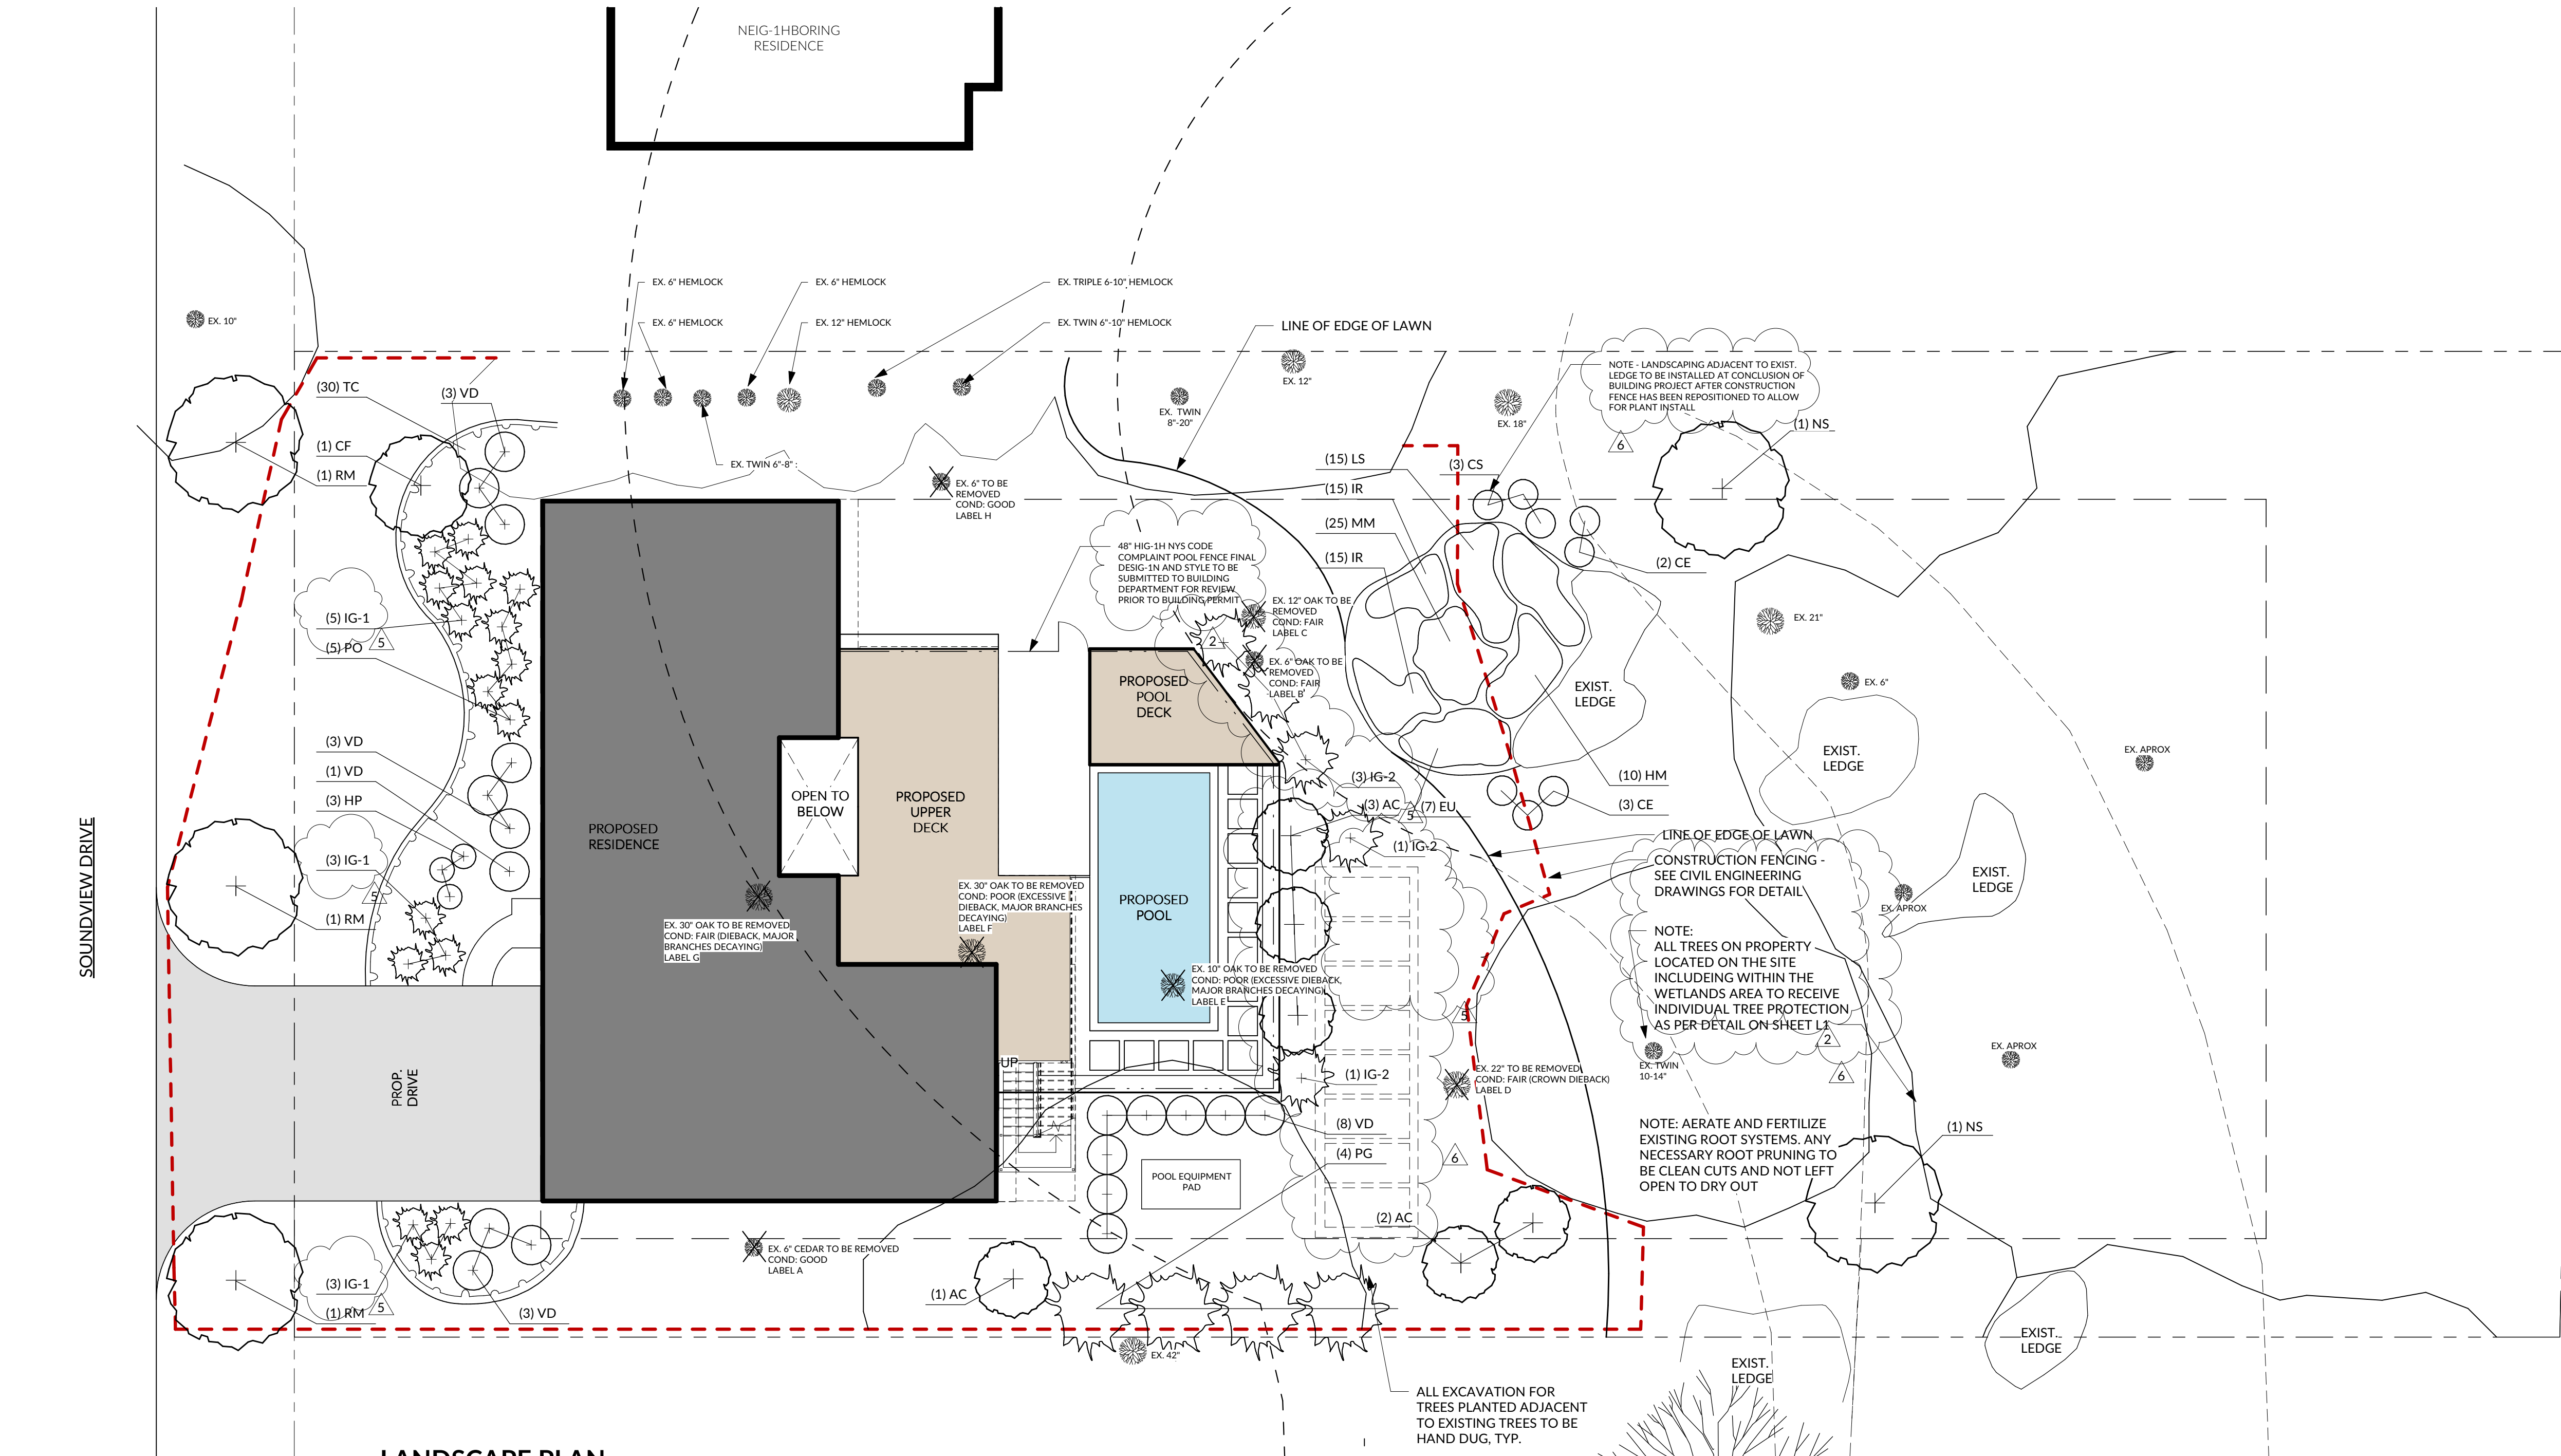 NEIG-1HBORING
RESIDENCE
EX. 6" HEMLOCK
EX. 6" HEMLOCK
EX. TRIPLE 6-10" HEMLOCK
EX. 6" HEMLOCK
EX. 12" HEMLOCK
EX. TWIN 6"-10" HEMLOCK
EX. 10"
LINE OF EDGE OF LAWN
EX. 12"
EX. TWIN
8"-20"
EX. 18"
NOTE - LANDSCAPING ADJACENT TO EXIST.
LEDGE TO BE INSTALLED AT CONCLUSION OF
BUILDING PROJECT AFTER CONSTRUCTION
FENCE HAS BEEN REPOSITIONED TO ALLOW
FOR PLANT INSTALL
6
(1) NS
(30) TC
(3) VD
(1) CF
(1) RM
EX. TWIN 6"-8"
EX. 6" TO BE
REMOVED
COND: GOOD
LABEL H
(15) LS
(3) CS
(15) IR
(25) MM
(15) IR
(2) CE
48" HIG-1H NYS CODE
COMPLAINT POOL FENCE FINAL
DESIG-1N AND STYLE TO BE
SUBMITTED TO BUILDING
DEPARTMENT FOR REVIEW
PRIOR TO BUILDING PERMIT
2
EX. 12" OAK TO BE
REMOVED
COND: FAIR
LABEL C
EX. 6" OAK TO BE
REMOVED
COND: FAIR
LABEL B
(5) IG-1
5
(5) PO
EX. 21"
EX. 6"
PROPOSED
POOL
DECK
EXIST.
LEDGE
EXIST.
LEDGE
EX. APROX
(3) VD
(1) VD
(3) HP
(3) IG-1
5
(1) RM
SOUNDVIEW DRIVE
PROPOSED
RESIDENCE
OPEN TO
BELOW
PROPOSED
UPPER
DECK
(3) IG-2
(3) AC
5
(7) EU
(1) IG-2
(10) HM
(3) CE
LINE OF EDGE OF LAWN
CONSTRUCTION FENCING -
SEE CIVIL ENGINEERING
DRAWINGS FOR DETAIL
NOTE:
ALL TREES ON PROPERTY
LOCATED ON THE SITE
INCLUDEING WITHIN THE
WETLANDS AREA TO RECEIVE
INDIVIDUAL TREE PROTECTION
AS PER DETAIL ON SHEET L1
2
6
EX. APROX
EXIST.
LEDGE
EX. 30" OAK TO BE REMOVED
COND: FAIR (DIEBACK, MAJOR
BRANCHES DECAYING)
LABEL G
EX. 30" OAK TO BE REMOVED
COND: POOR (EXCESSIVE
DIEBACK, MAJOR BRANCHES
DECAYING)
LABEL F
PROPOSED
POOL
EX. 10" OAK TO BE REMOVED
COND: POOR (EXCESSIVE DIEBACK,
MAJOR BRANCHES DECAYING)
LABEL E
5
EX. TWIN
10-14"
EX. APROX
UP
PROP.
DRIVE
(1) IG-2
EX. 22" TO BE REMOVED
COND: FAIR (CROWN DIEBACK)
LABEL D
(8) VD
(4) PG
6
NOTE: AERATE AND FERTILIZE
EXISTING ROOT SYSTEMS. ANY
NECESSARY ROOT PRUNING TO
BE CLEAN CUTS AND NOT LEFT
OPEN TO DRY OUT
(1) NS
POOL EQUIPMENT
PAD
(2) AC
EX. 6" CEDAR TO BE REMOVED
COND: GOOD
LABEL A
(3) IG-1
5
(1) RM
(3) VD
(1) AC
EX. 42"
EXIST.
LEDGE
EXIST.
LEDGE
ALL EXCAVATION FOR
TREES PLANTED ADJACENT
TO EXISTING TREES TO BE
HAND DUG, TYP.
LANDSCAPE PLAN